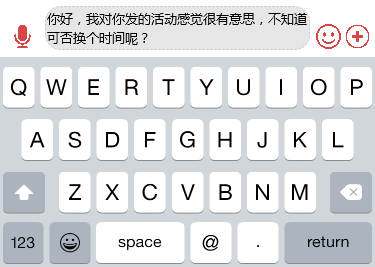 你好，我对你发的活动感觉很有意思，不知道
可否换个时间呢？
Q W E R T Y U I O P
A S D F G H J K L
Z X C V B N M
123 space @ . return